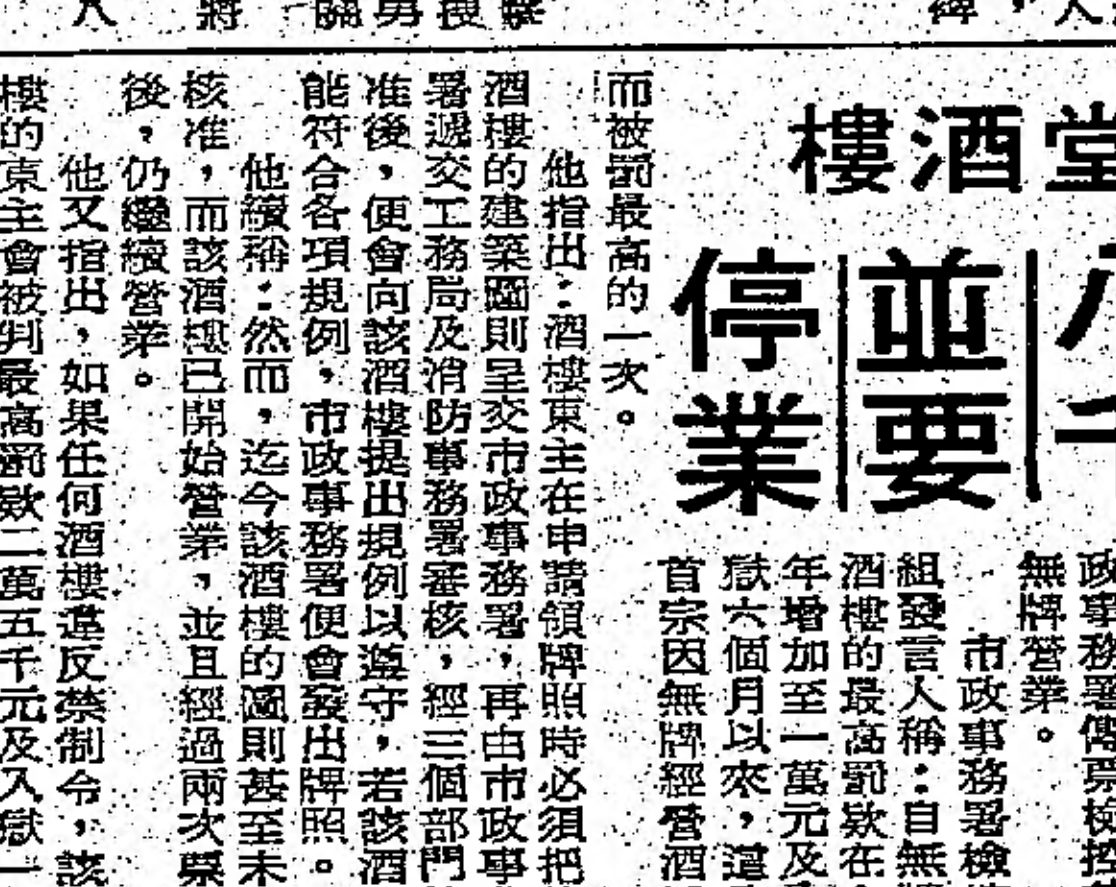 堂酒樓
並要
停業
政事務署傳票檢控
無牌營業。
市政事務署檢
組發言人稱：自無牌
酒樓的最高罰欵在
年增加至一萬元及
獄六個月以來，這
首宗因無牌經營酒
而被罰最高的一次。
他指出：酒樓東主在申請領牌照時必須把
酒樓的建築圖則呈交市政事務署，再由市政事
署遞交工務局及消防事務署審核，經三個部門
准後，便會向該酒樓提出規例以遵守，若該酒
能符合各項規例，市政事務署便會發出牌照。
他續稱：然而，迄今該酒樓的圖則甚至未
核准，而該酒樓已開始營業，並且經過兩次票
後，仍繼續營業。
他又指出，如果任何酒樓違反禁制令，該
樓的東主會被判最高罰欵二萬五千元及入獄一